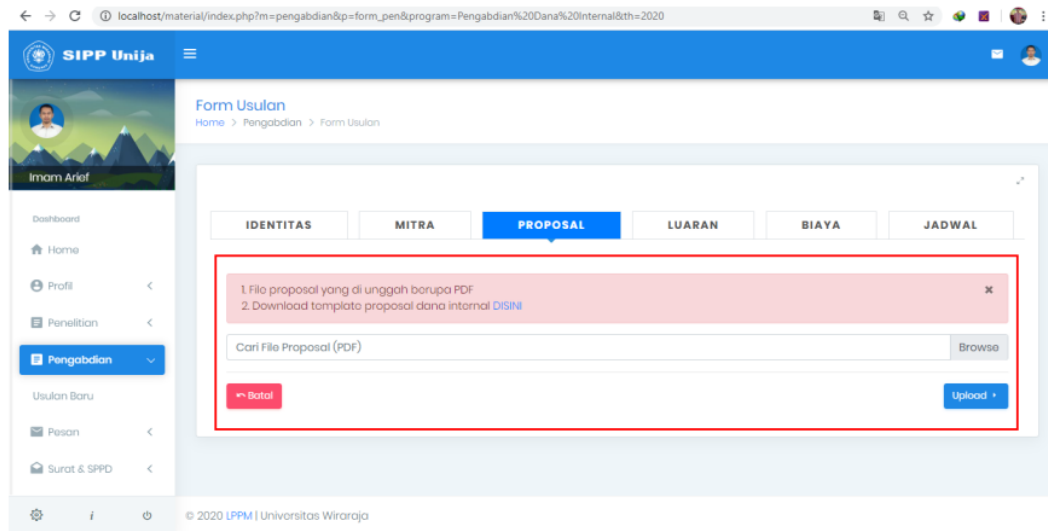 localhost/material/index.php?m=pengabdian&p=form_pen&program=Pengabdian%20Dana%20Internal&th=2020
SIPP Unija
Imam Arief
Dashboard
Home
Profil
Penelitian
Pengabdian
Usulan Baru
Pesan
Surat & SPPD
Form Usulan
Home > Pengabdian > Form Usulan
IDENTITAS MITRA PROPOSAL LUARAN BIAYA JADWAL
1. File proposal yang di unggah berupa PDF
2. Download template proposal dana internal DISINI
Cari File Proposal (PDF) Browse
Batal Upload
© 2020 LPPM | Universitas Wiraraja